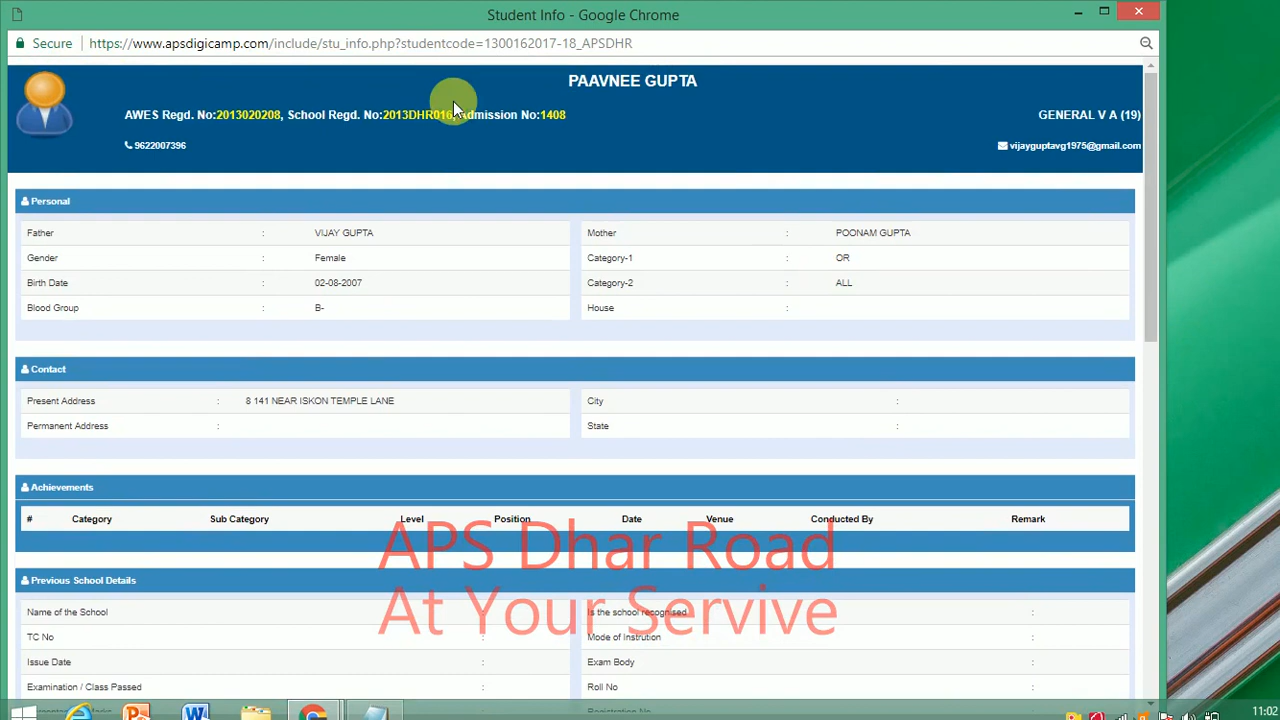 Student Info - Google Chrome
Secure https://www.apsdigicamp.com/include/stu_info.php?studentcode=1300162017-18_APSDHR
PAAVNEE GUPTA
AWES Regd. No:2013020208, School Regd. No:2013DHR016, Admission No:1408 GENERAL V A (19)
9622007396 vijayguptavg1975@gmail.com
Personal
Father : VIJAY GUPTA Mother : POONAM GUPTA
Gender : Female Category-1 : OR
Birth Date : 02-08-2007 Category-2 : ALL
Blood Group : B- House :
Contact
Present Address : 8 141 NEAR ISKON TEMPLE LANE City :
Permanent Address : State :
Achievements
# Category Sub Category Level Position Date Venue Conducted By Remark
APS Dhar Road
At Your Servive
Previous School Details
Name of the School Is the school recognised :
TC No : Mode of Instrution :
Issue Date : Exam Body :
Examination / Class Passed : Roll No :
11:02